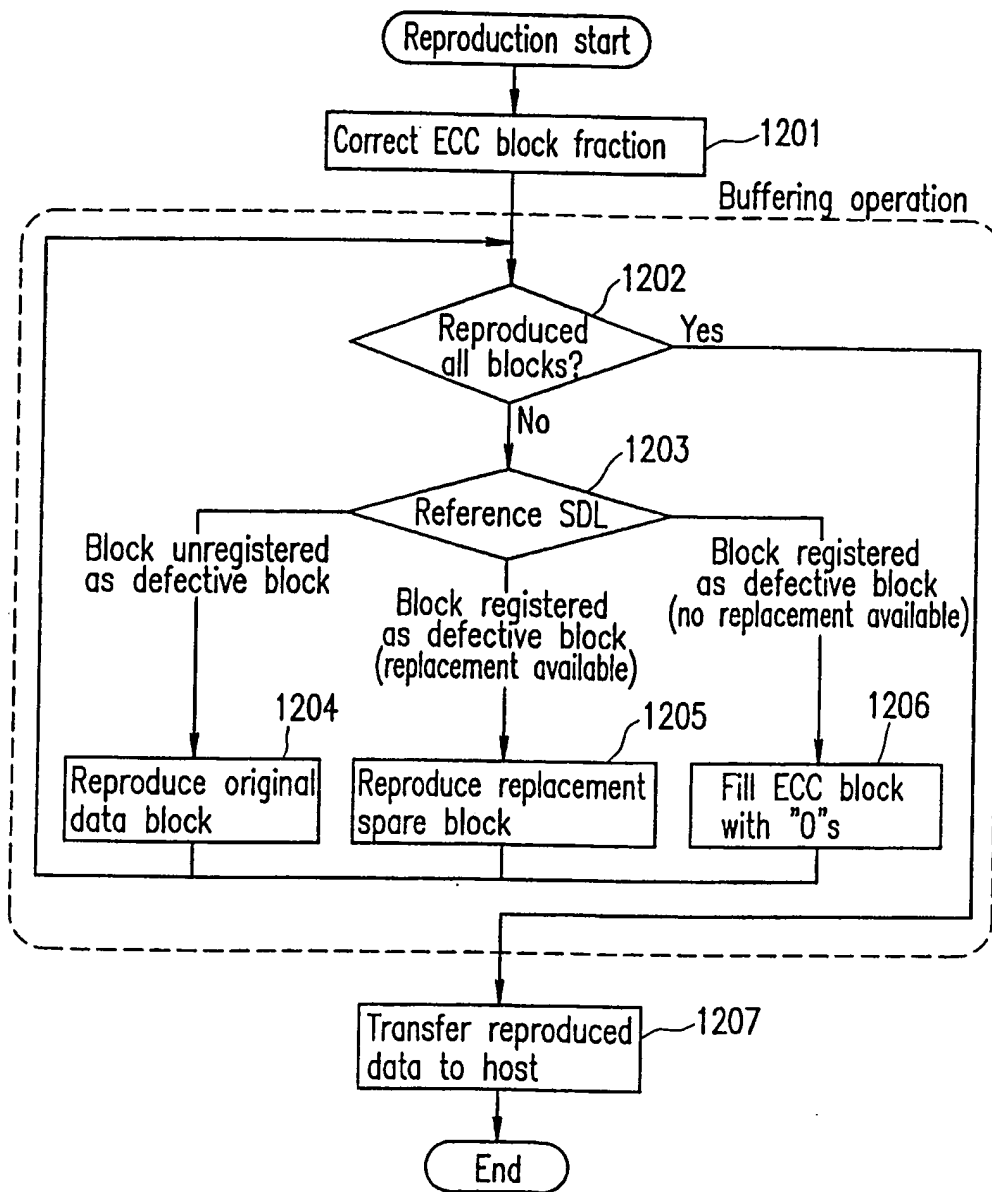 Reproduction start
Correct ECC block fraction
1201
Buffering operation
1202
Reproduced
all blocks?
Yes
No
1203
Reference SDL
Block unregistered
as defective block
Block registered
as defective block
(replacement available)
Block registered
as defective block
(no replacement available)
1204
Reproduce original
data block
1205
Reproduce replacement
spare block
1206
Fill ECC block
with "0"s
Transfer reproduced
data to host
1207
End